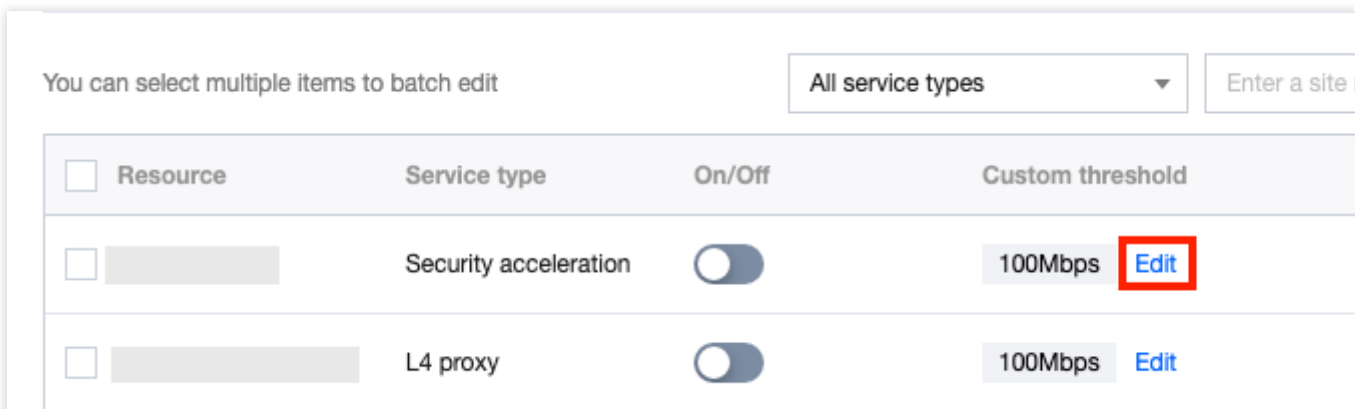 You can select multiple items to batch edit All service types Enter a site
Resource Service type On/Off Custom threshold
Security acceleration 100Mbps Edit
L4 proxy 100Mbps Edit